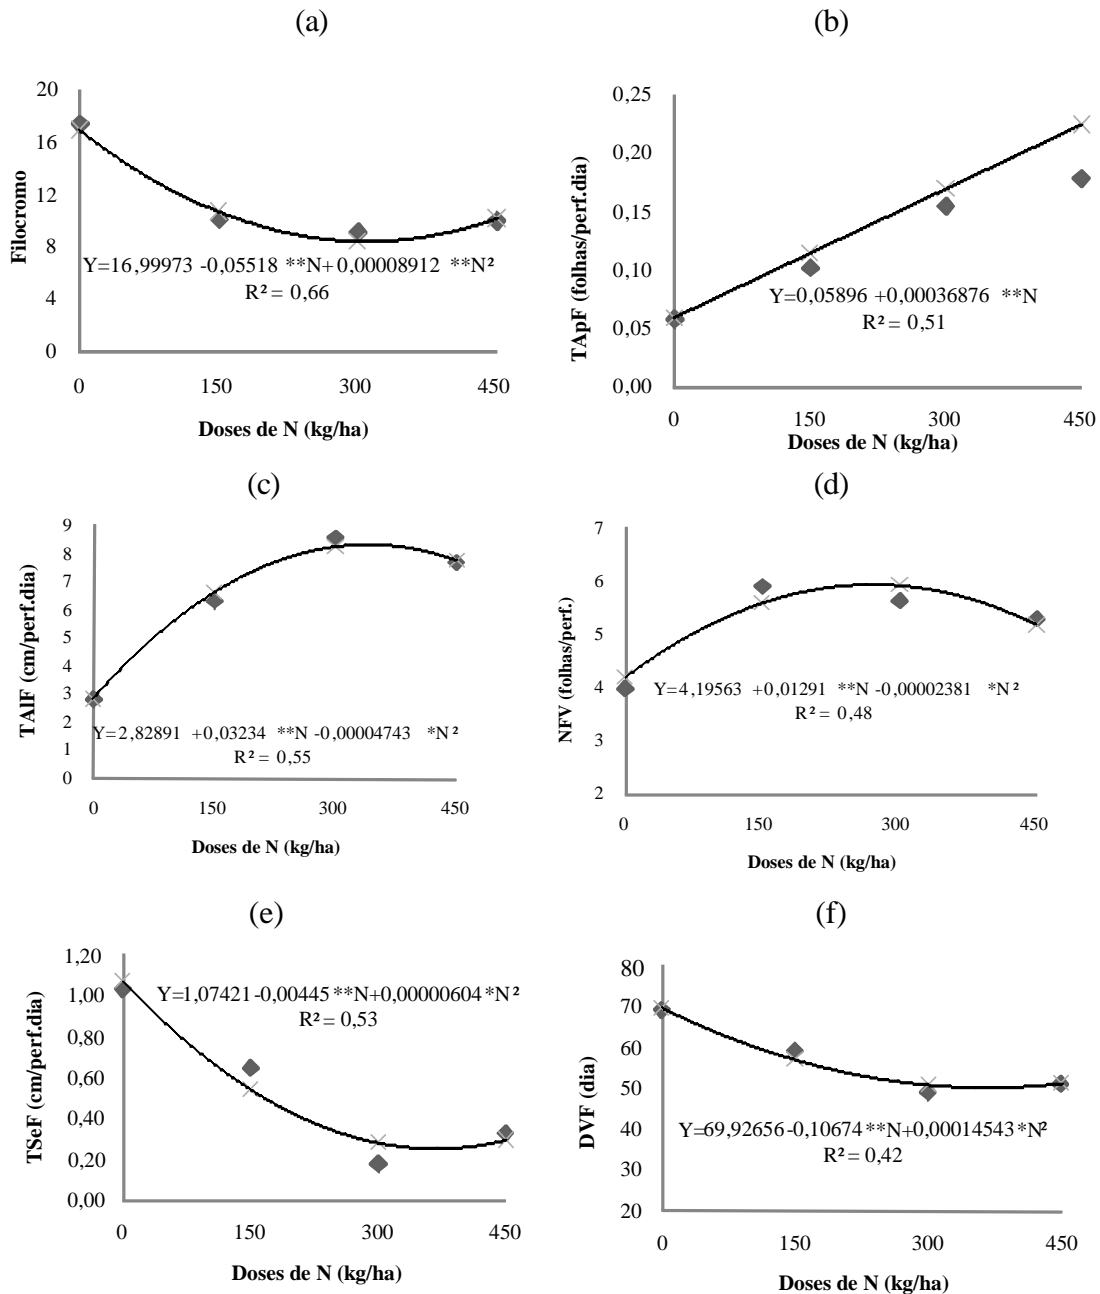 (a)
20
16
12
8
4
0
Filocromo
Y=16,99973 -0,05518 **N+0,00008912 **N²
R² = 0,66
0 150 300 450
Doses de N (kg/ha)
(b)
0,25
0,20
0,15
0,10
0,05
0,00
TApF (folhas/perf.dia)
Y=0,05896 +0,00036876 **N
R² = 0,51
0 150 300 450
Doses de N (kg/ha)
(c)
9
8
7
6
5
4
3
2
1
0
TAlF (cm/perf.dia)
Y=2,82891 +0,03234 **N -0,00004743 *N²
R² = 0,55
0 150 300 450
Doses de N (kg/ha)
(d)
7
6
5
4
3
2
NFV (folhas/perf.)
Y=4,19563 +0,01291 **N -0,00002381 *N²
R² = 0,48
0 150 300 450
Doses de N (kg/ha)
(e)
1,20
1,00
0,80
0,60
0,40
0,20
0,00
TSeF (cm/perf.dia)
Y=1,07421-0,00445 **N+0,00000604 *N²
R² = 0,53
0 150 300 450
Doses de N (kg/ha)
(f)
80
70
60
50
40
30
20
DVF (dia)
Y=69,92656-0,10674 **N+0,00014543 *N²
R² = 0,42
0 150 300 450
Doses de N (kg/ha)